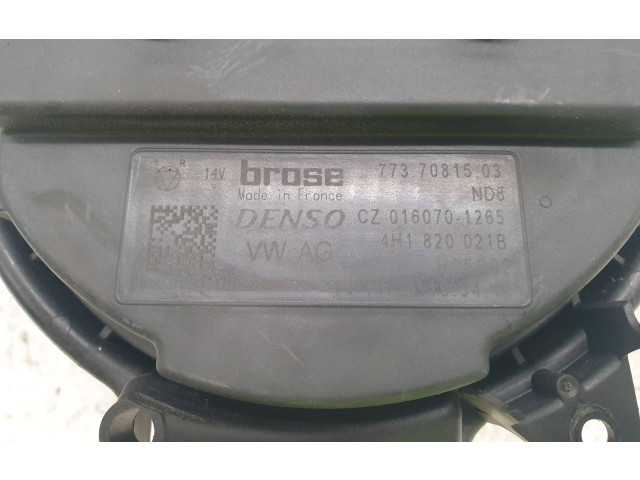 14V brose 773 70815.03
Made in France ND8
DENSO CZ 016070-1265
VW AG 4H1 820 021B